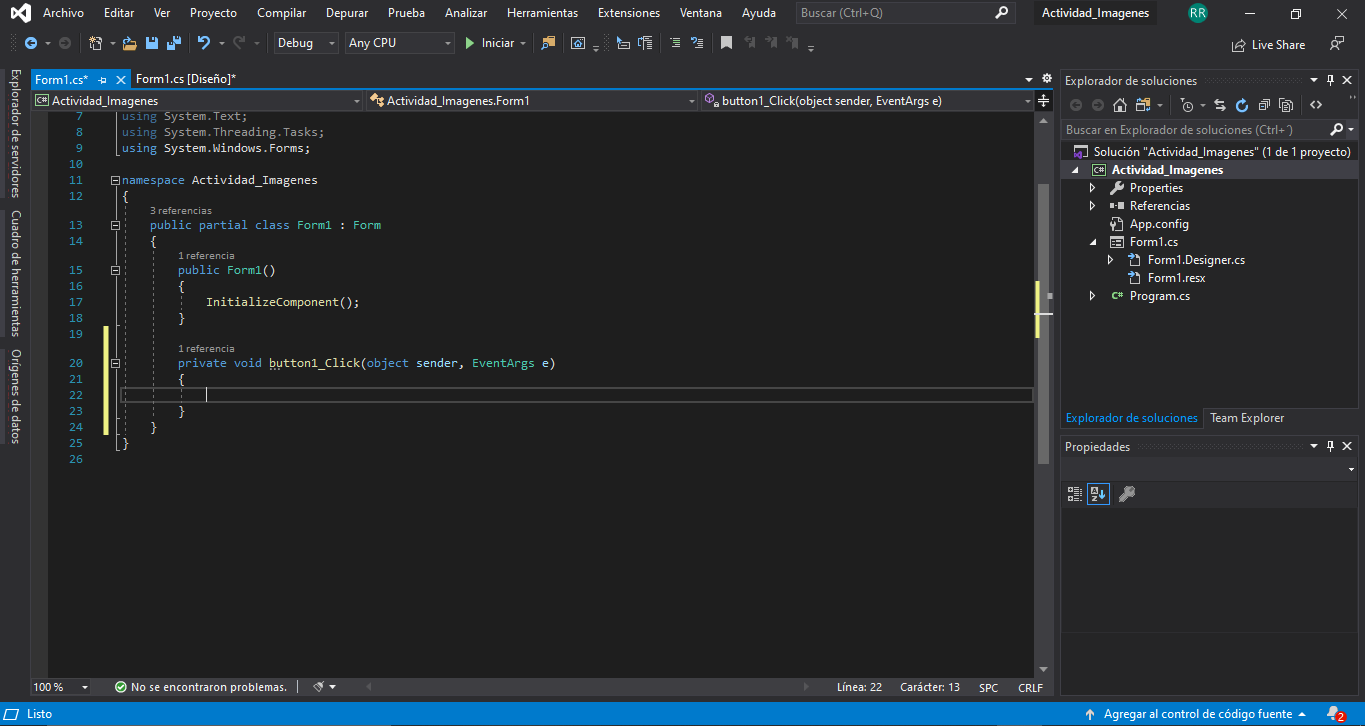 Archivo Editar Ver Proyecto Compilar Depurar Prueba Analizar Herramientas Extensiones Ventana Ayuda Buscar (Ctrl+Q) Actividad_Imagenes RR
Debug Any CPU Iniciar Live Share
Explorador de servidores
Cuadro de herramientas
Orígenes de datos
Form1.cs* Form1.cs [Diseño]*
C# Actividad_Imagenes Actividad_Imagenes.Form1 button1_Click(object sender, EventArgs e)
7 using System.Text;
8 using System.Threading.Tasks;
9 using System.Windows.Forms;
10
11 namespace Actividad_Imagenes
12 {
3 referencias
13 public partial class Form1 : Form
14 {
1 referencia
15 public Form1()
16 {
17 InitializeComponent();
18 }
19
1 referencia
20 private void button1_Click(object sender, EventArgs e)
21 {
22
23 }
24 }
25 }
26
100 % No se encontraron problemas. Línea: 22 Carácter: 13 SPC CRLF
Explorador de soluciones
Buscar en Explorador de soluciones (Ctrl+´)
Solución "Actividad_Imagenes" (1 de 1 proyecto)
C# Actividad_Imagenes
Properties
Referencias
App.config
Form1.cs
Form1.Designer.cs
Form1.resx
C# Program.cs
Explorador de soluciones Team Explorer
Propiedades
Listo Agregar al control de código fuente 2